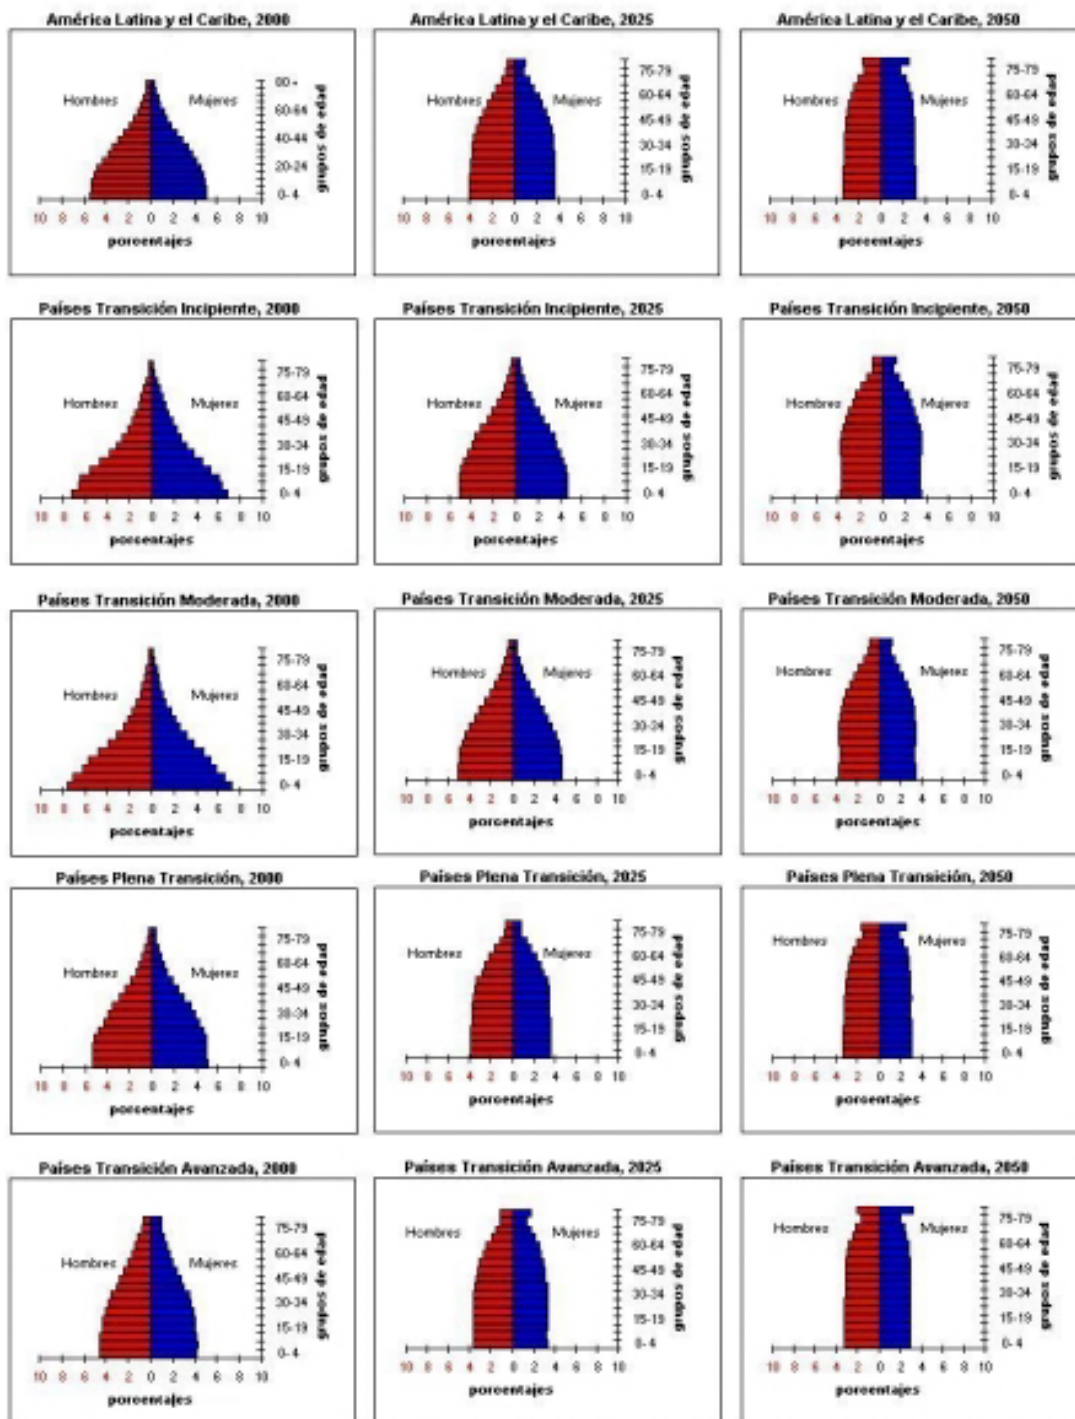 América Latina y el Caribe, 2000
Hombres
Mujeres
80 +
60-64
40-44
20-24
0- 4
grupos de edad
10 8 6 4 2 0 2 4 6 8 10
porcentajes
América Latina y el Caribe, 2025
Hombres
Mujeres
75-79
60-64
45-49
30-34
15-19
0- 4
grupos de edad
10 8 6 4 2 0 2 4 6 8 10
porcentajes
América Latina y el Caribe, 2050
Hombres
Mujeres
75-79
60-64
45-49
30-34
15-19
0- 4
grupos de edad
10 8 6 4 2 0 2 4 6 8 10
porcentajes
Países Transición Incipiente, 2000
Hombres
Mujeres
75-79
60-64
45-49
30-34
15-19
0- 4
grupos de edad
10 8 6 4 2 0 2 4 6 8 10
porcentajes
Países Transición Incipiente, 2025
Hombres
Mujeres
75-79
60-64
45-49
30-34
15-19
0- 4
grupos de edad
10 8 6 4 2 0 2 4 6 8 10
porcentajes
Países Transición Incipiente, 2050
Hombres
Mujeres
75-79
60-64
45-49
30-34
15-19
0- 4
grupos de edad
10 8 6 4 2 0 2 4 6 8 10
porcentajes
Países Transición Moderada, 2000
Hombres
Mujeres
75-79
60-64
45-49
30-34
15-19
0- 4
grupos de edad
10 8 6 4 2 0 2 4 6 8 10
porcentajes
Países Transición Moderada, 2025
Hombres
Mujeres
75-79
60-64
45-49
30-34
15-19
0- 4
grupos de edad
10 8 6 4 2 0 2 4 6 8 10
porcentajes
Países Transición Moderada, 2050
Hombres
Mujeres
75-79
60-64
45-49
30-34
15-19
0- 4
grupos de edad
10 8 6 4 2 0 2 4 6 8 10
porcentajes
Países Plena Transición, 2000
Hombres
Mujeres
75-79
60-64
45-49
30-34
15-19
0- 4
grupos de edad
10 8 6 4 2 0 2 4 6 8 10
porcentajes
Países Plena Transición, 2025
Hombres
Mujeres
75-79
60-64
45-49
30-34
15-19
0- 4
grupos de edad
10 8 6 4 2 0 2 4 6 8 10
porcentajes
Países Plena Transición, 2050
Hombres
Mujeres
75-79
60-64
45-49
30-34
15-19
0- 4
grupos de edad
10 8 6 4 2 0 2 4 6 8 10
porcentajes
Países Transición Avanzada, 2000
Hombres
Mujeres
75-79
60-64
45-49
30-34
15-19
0- 4
grupos de edad
10 8 6 4 2 0 2 4 6 8 10
porcentajes
Países Transición Avanzada, 2025
Hombres
Mujeres
75-79
60-64
45-49
30-34
15-19
0- 4
grupos de edad
10 8 6 4 2 0 2 4 6 8 10
porcentajes
Países Transición Avanzada, 2050
Hombres
Mujeres
75-79
60-64
45-49
30-34
15-19
0- 4
grupos de edad
10 8 6 4 2 0 2 4 6 8 10
porcentajes